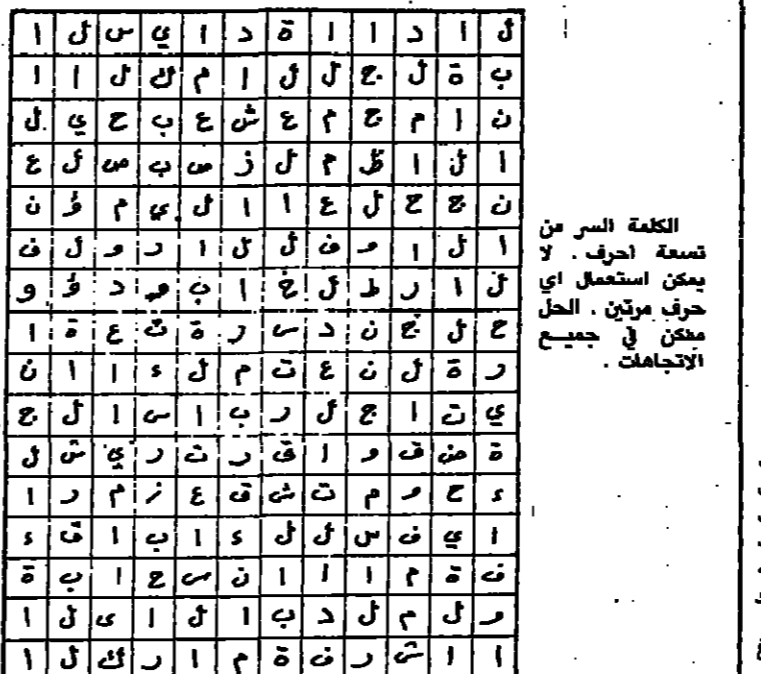 ل ا د ا ا ة د ا ي س ل ا
ب ة ل ج ل ل ا م ك ل ا ا
ن ا م ج م ع ش ع ب ح ي ل
ا ل ا ظ م ل ز ص ب ص ل ع
ن ج ح ل ع ا ا ل ي م ؤ ن
ا ل ا و ف ل ل ا ر و ل ف
ل ا ر ط ل خ ا ب م د ؤ و
ح ل ج ن د س ر ة ت ع ة ا
ر ة ل ن ع ت م ل ء ا ا ن
ي ت ا ج ل ر ب ا س ا ل ج
ة ض ف و ا ق ر ت ر ي ش ل
ء ح و م ت ش ق ع ز م ر ا
ا ي ف س ل ل ء ا ب ا ق ء
ف ة م ا ا ا ن س ح ا ب ة
ر ل م ل د ب ا ل ا ى ل ا
ا ا ش ر ف ة م ا ر ك ل ا
الكلمة السر من
تسعة احرف . لا
يمكن استعمال اي
حرف مرتين . الحل
ممكن في جميع
الاتجاهات .